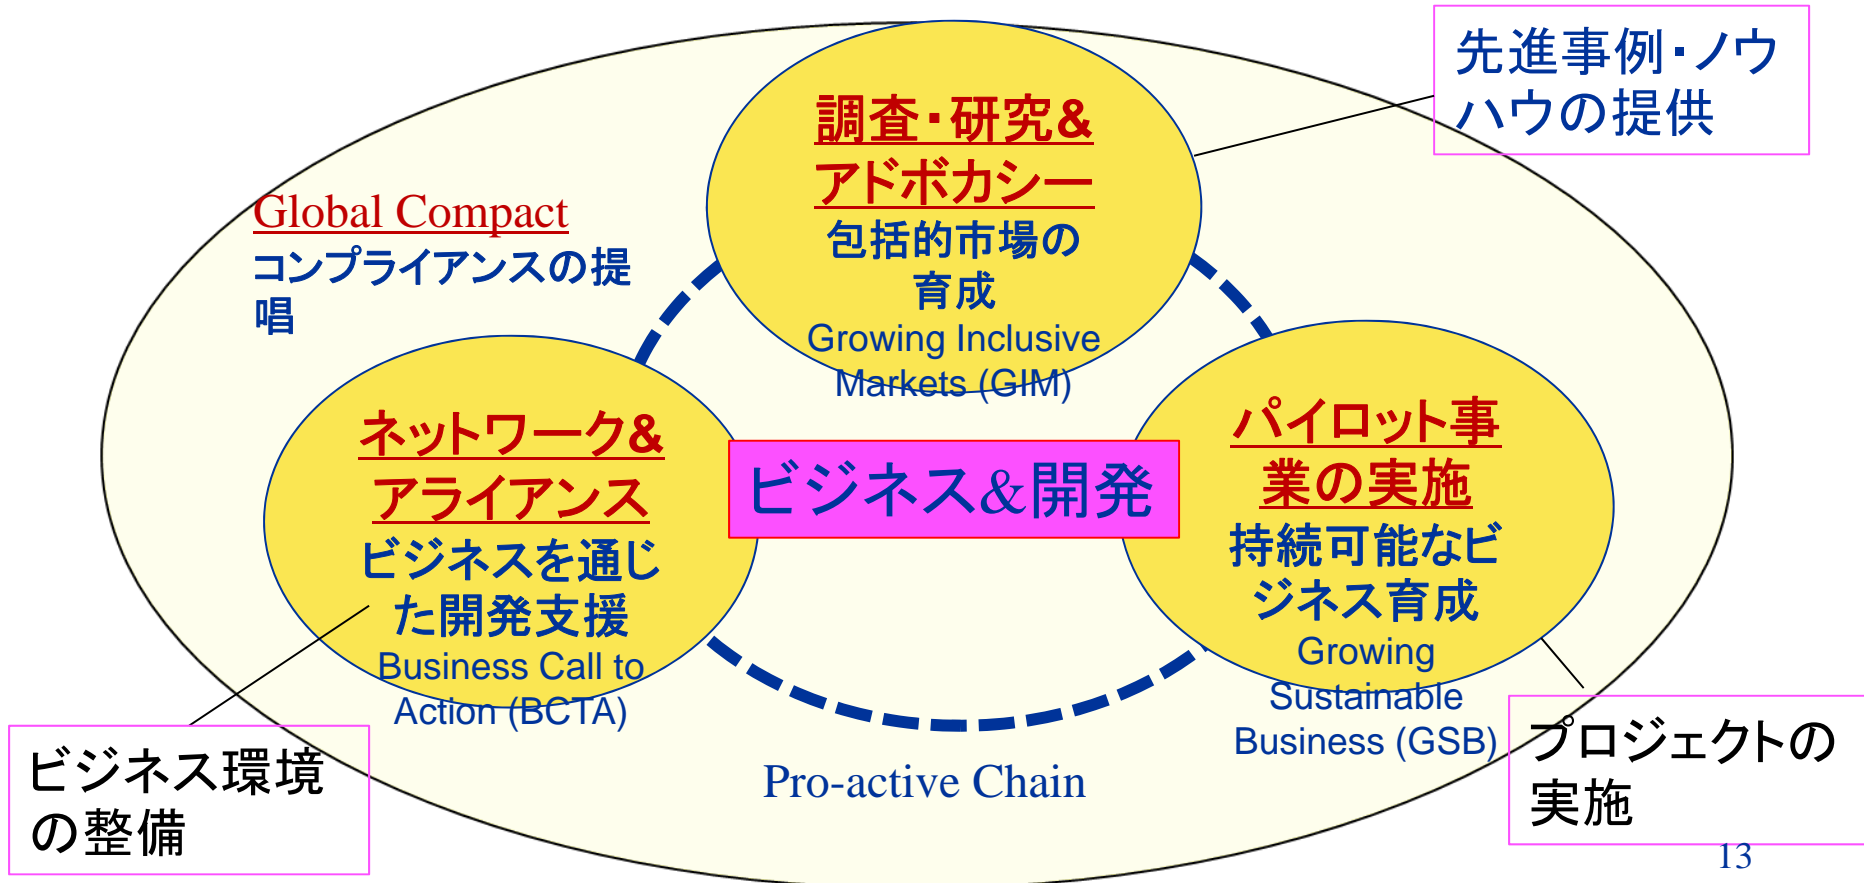 先進事例・ノウ
ハウの提供
調査・研究&
アドボカシー
包括的市場の
育成
Growing Inclusive
Markets (GIM)
Global Compact
コンプライアンスの提
唱
ネットワーク&
アライアンス
ビジネスを通じ
た開発支援
Business Call to
Action (BCTA)
ビジネス&開発
パイロット事
業の実施
持続可能なビ
ジネス育成
Growing
Sustainable
Business (GSB)
ビジネス環境
の整備
Pro-active Chain
プロジェクトの
実施
13